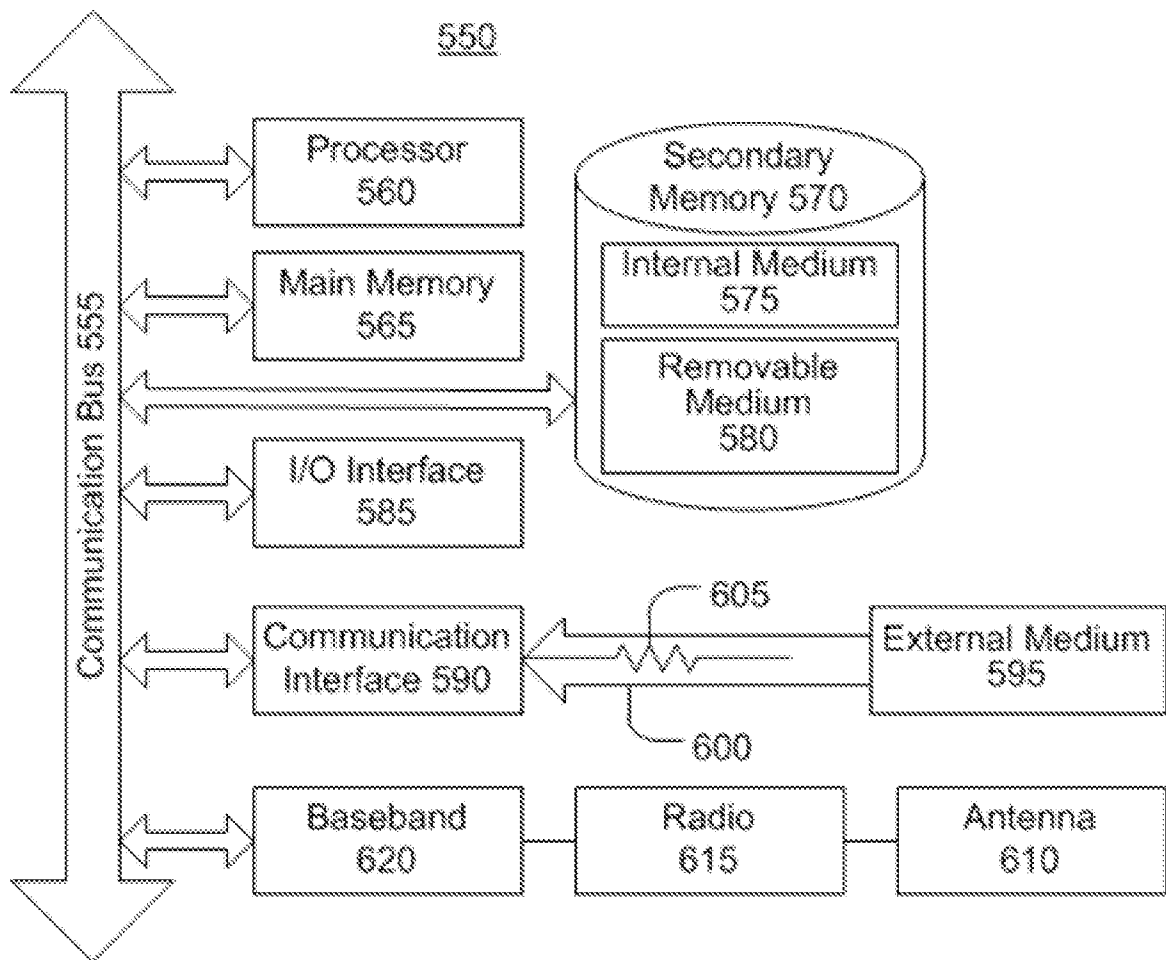 550
Communication Bus 555
Processor
560
Secondary
Memory 570
Internal Medium
575
Removable
Medium
580
Main Memory
565
I/O Interface
585
Communication
Interface 590
605
600
External Medium
595
Baseband
620
Radio
615
Antenna
610